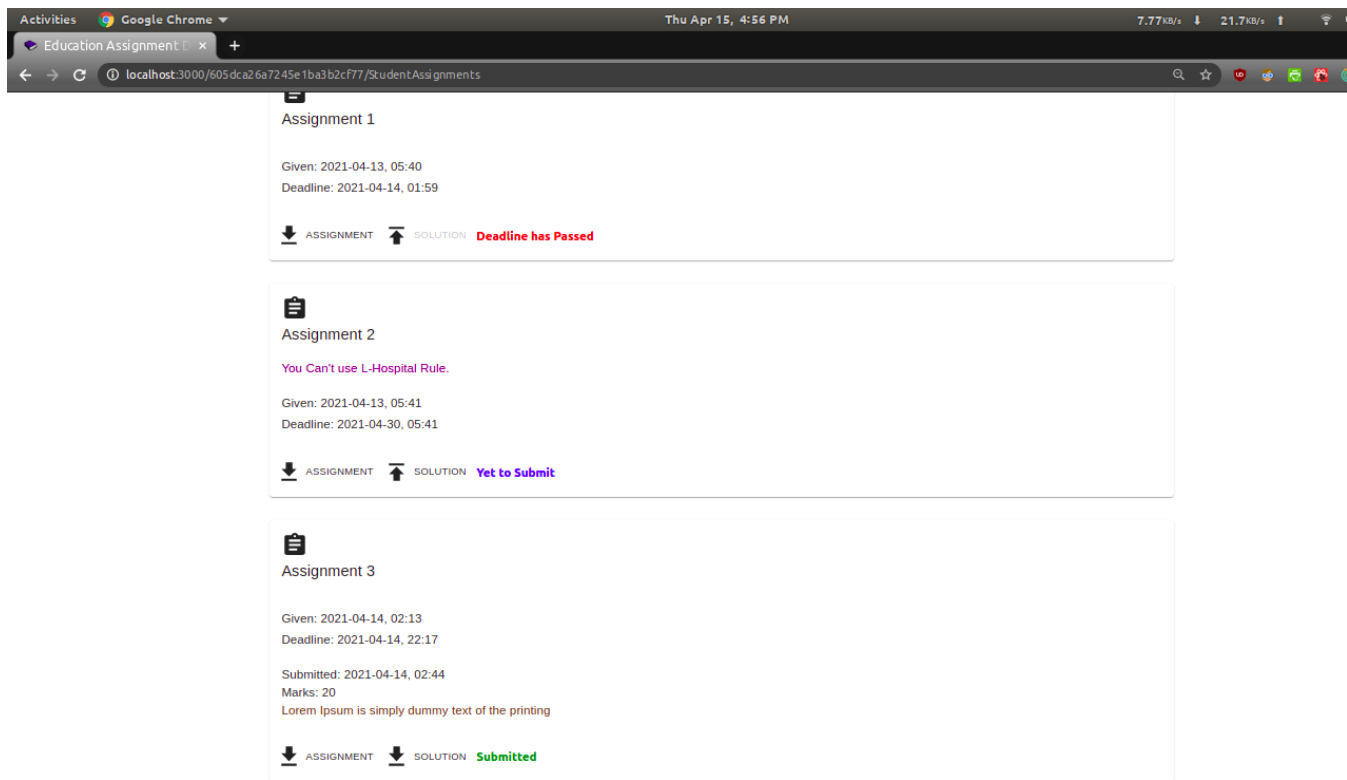 Activities Google Chrome Thu Apr 15, 4:56 PM 7.77KB/s 21.7KB/s
Education Assignment
localhost:3000/605dca26a7245e1ba3b2cf77/StudentAssignments
Assignment 1
Given: 2021-04-13, 05:40
Deadline: 2021-04-14, 01:59
ASSIGNMENT SOLUTION Deadline has Passed
Assignment 2
You Can't use L-Hospital Rule.
Given: 2021-04-13, 05:41
Deadline: 2021-04-30, 05:41
ASSIGNMENT SOLUTION Yet to Submit
Assignment 3
Given: 2021-04-14, 02:13
Deadline: 2021-04-14, 22:17
Submitted: 2021-04-14, 02:44
Marks: 20
Lorem Ipsum is simply dummy text of the printing
ASSIGNMENT SOLUTION Submitted